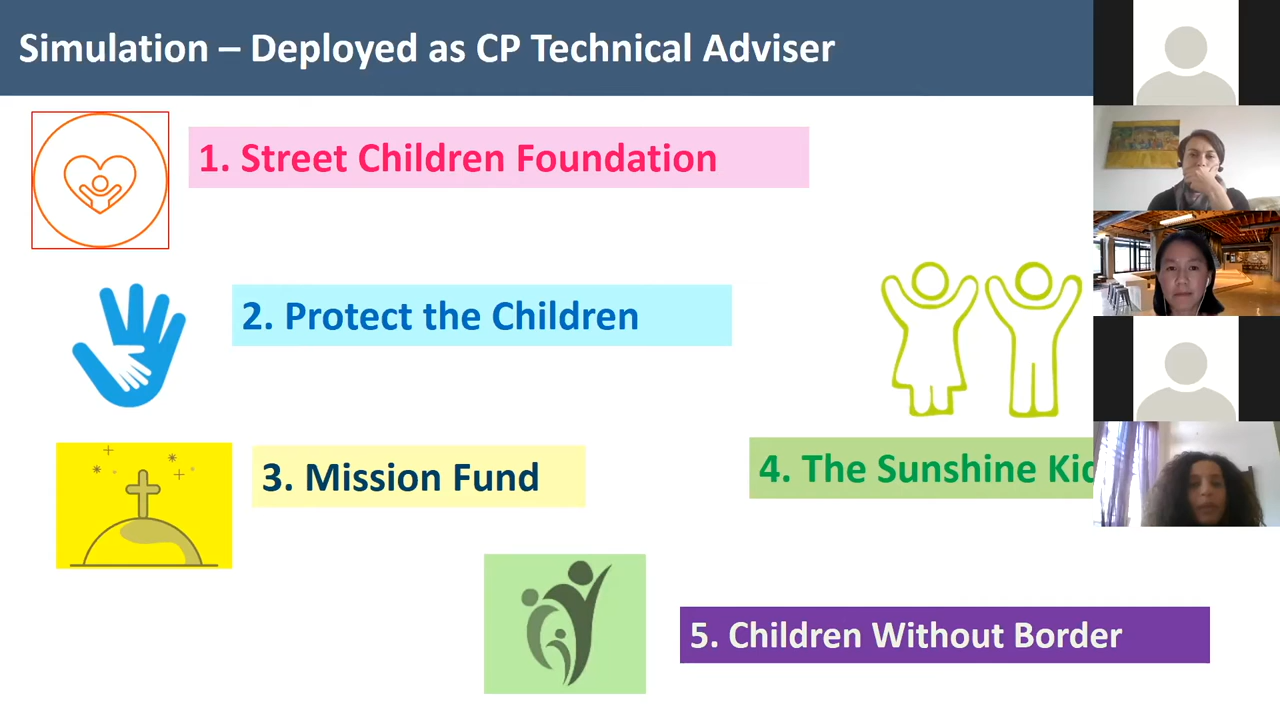 Simulation – Deployed as CP Technical Adviser
1. Street Children Foundation
2. Protect the Children
3. Mission Fund
4. The Sunshine
5. Children Without Border